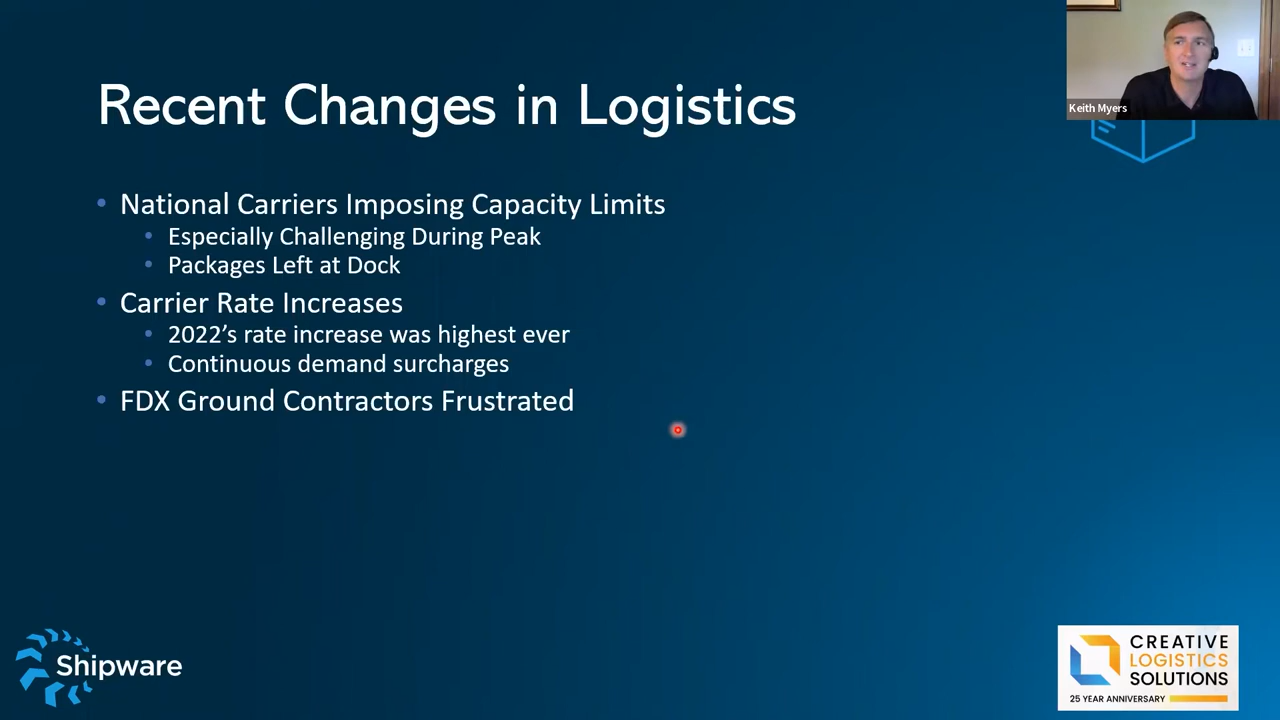 Recent Changes in Logistics
Keith Myers
• National Carriers Imposing Capacity Limits
• Especially Challenging During Peak
• Packages Left at Dock
• Carrier Rate Increases
• 2022’s rate increase was highest ever
• Continuous demand surcharges
• FDX Ground Contractors Frustrated
Shipware
CREATIVE
LOGISTICS
SOLUTIONS
25 YEAR ANNIVERSARY